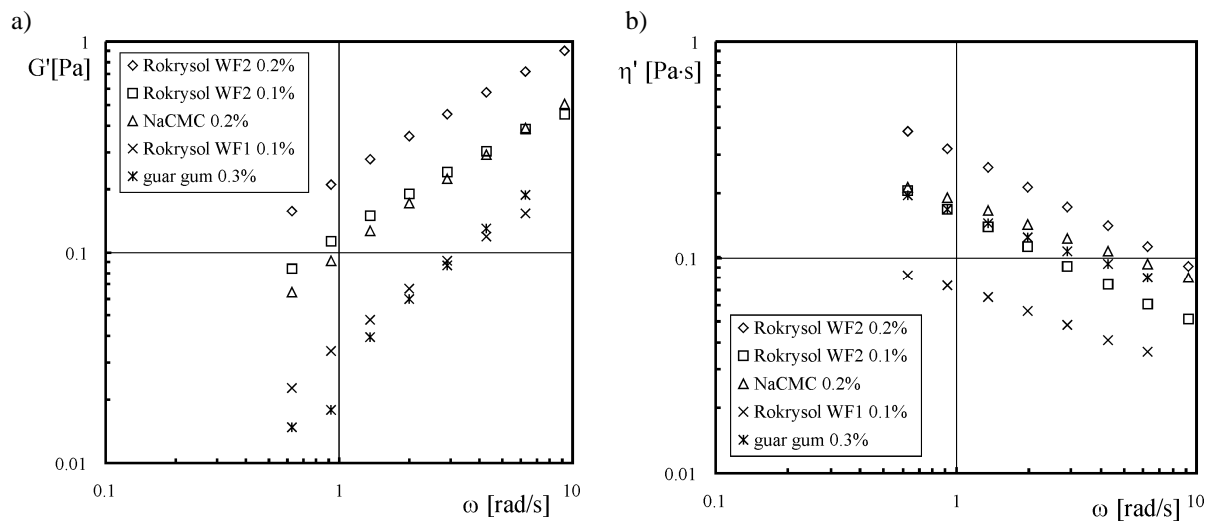 a)
1
G'[Pa]
Rokrysol WF2 0.2%
Rokrysol WF2 0.1%
NaCMC 0.2%
Rokrysol WF1 0.1%
guar gum 0.3%
0.1
0.01
0.1
1
ω [rad/s]
10
b)
1
η' [Pa·s]
0.1
Rokrysol WF2 0.2%
Rokrysol WF2 0.1%
NaCMC 0.2%
Rokrysol WF1 0.1%
guar gum 0.3%
0.01
0.1
1
ω [rad/s]
10